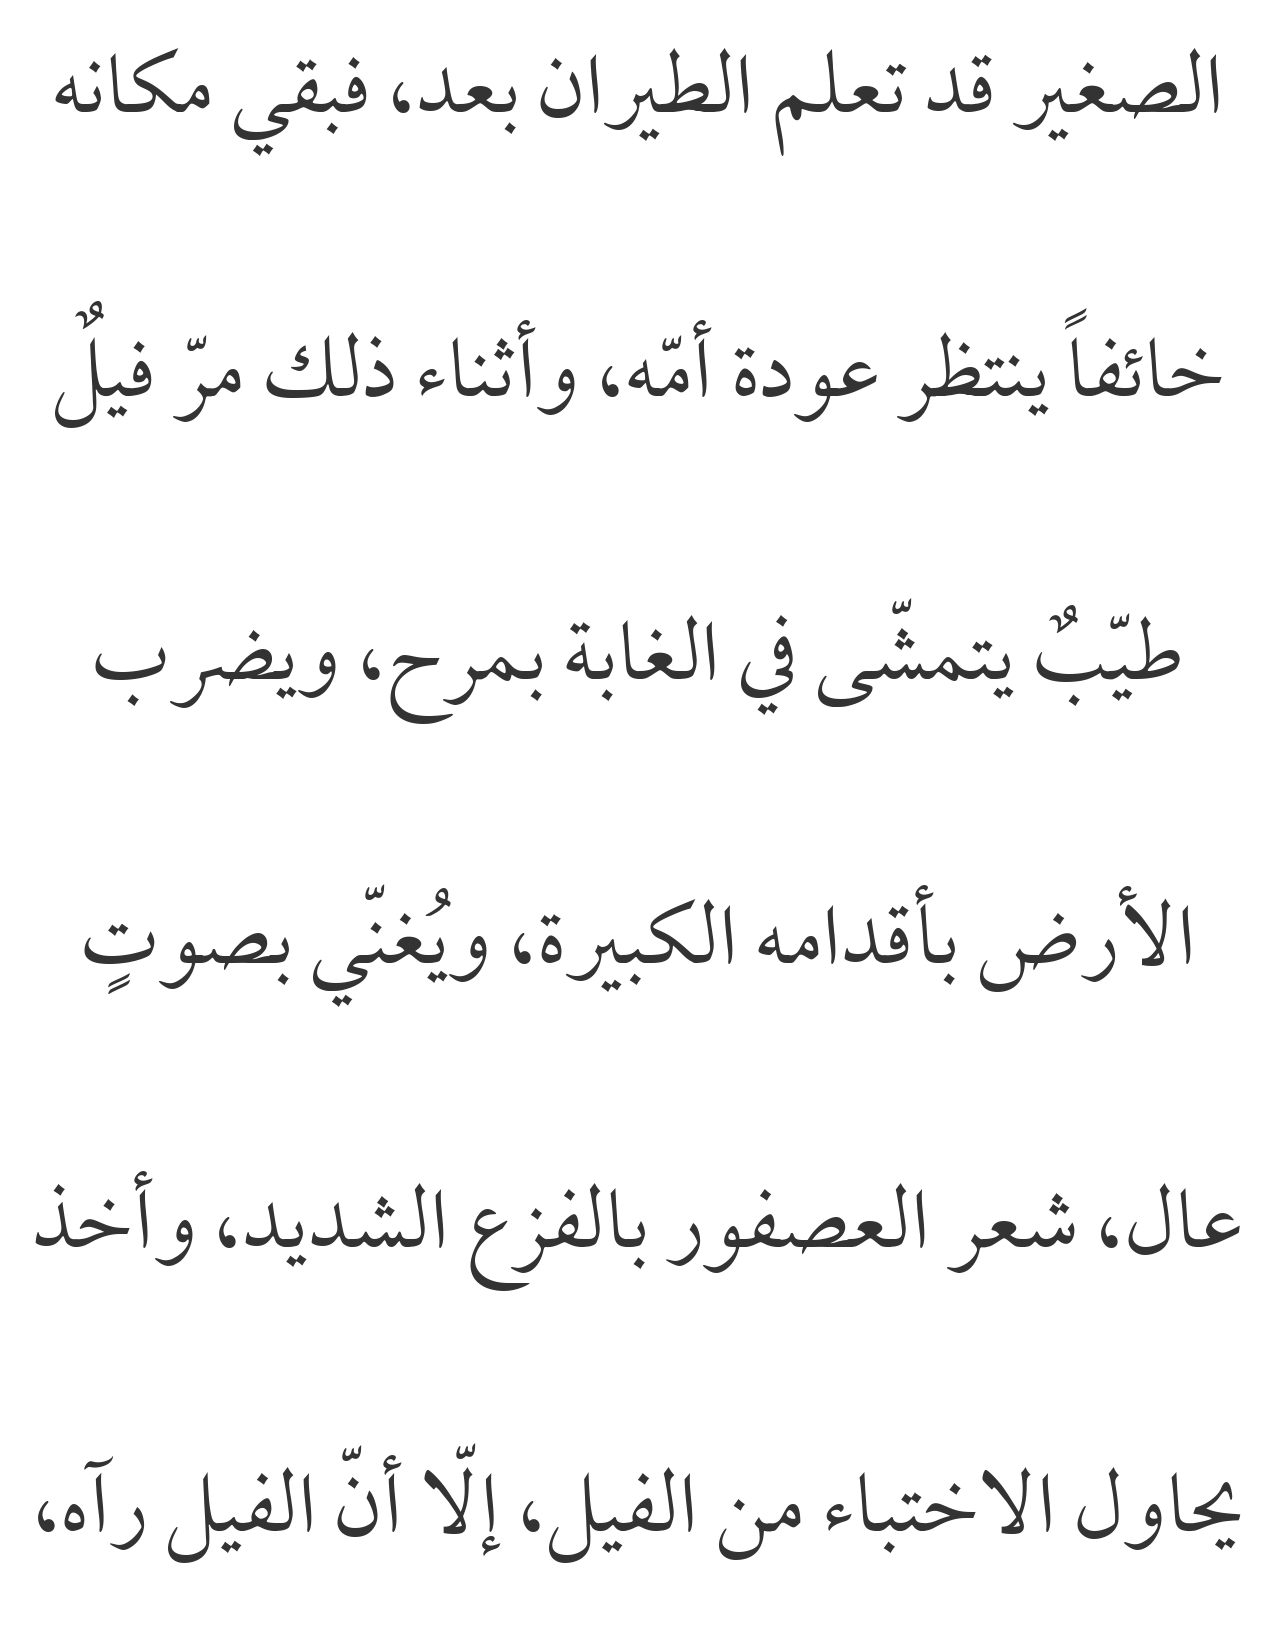 الصغير قد تعلم الطيران بعد، فبقي مكانه
خائفاً ينتظر عودة أمّه، وأثناء ذلك مرّ فيلٌ
طيّبٌ يتمشّى في الغابة بمرح، ويضرب
الأرض بأقدامه الكبيرة، ويُغنّي بصوتٍ
عال، شعر العصفور بالفزع الشديد، وأخذ
يحاول الاختباء من الفيل، إلّا أنّ الفيل رآه،